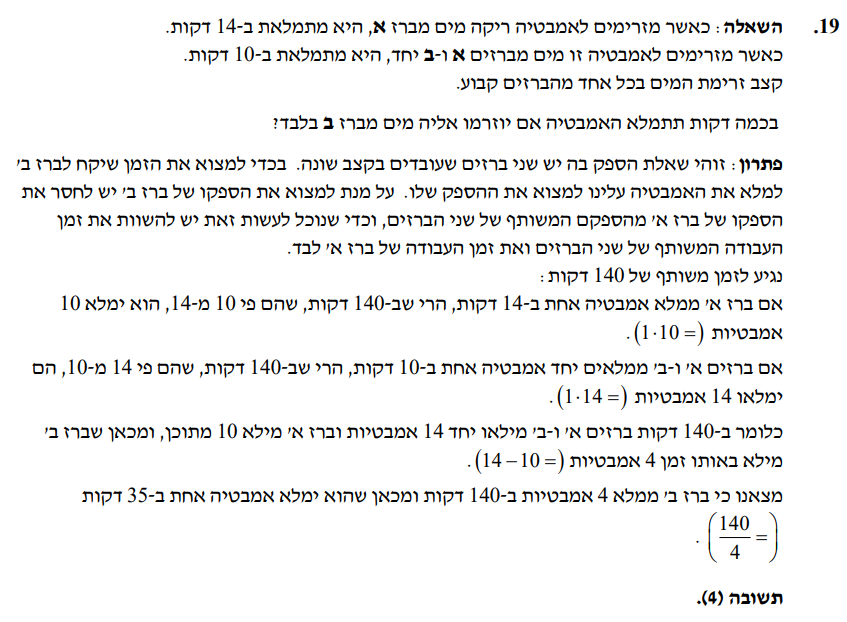 19. השאלה: כאשר מזרימים לאמבטיה ריקה מים מברז א, היא מתמלאת ב-14 דקות.
כאשר מזרימים לאמבטיה זו מים מברזים א ו-ב יחד, היא מתמלאת ב-10 דקות.
קצב זרימת המים בכל אחד מהברזים קבוע.
בכמה דקות תתמלא האמבטיה אם יוזרמו אליה מים מברז ב בלבד?
פתרון: זוהי שאלת הספק בה יש שני ברזים שעובדים בקצב שונה. בכדי למצוא את הזמן שיקח לברז ב'
למלא את האמבטיה עלינו למצוא את ההספק שלו. על מנת למצוא את הספקו של ברז ב' יש לחסר את
הספקו של ברז א' מהספקם המשותף של שני הברזים, וכדי שנוכל לעשות זאת יש להשוות את זמן
העבודה המשותף של שני הברזים ואת זמן העבודה של ברז א' לבד.
נגיע לזמן משותף של 140 דקות:
אם ברז א' ממלא אמבטיה אחת ב-14 דקות, הרי שב-140 דקות, שהם פי 10 מ-14, הוא ימלא 10
אמבטיות (1·10 =).
אם ברזים א' ו-ב' ממלאים יחד אמבטיה אחת ב-10 דקות, הרי שב-140 דקות, שהם פי 14 מ-10, הם
ימלאו 14 אמבטיות (1·14 =).
כלומר ב-140 דקות ברזים א' ו-ב' מילאו יחד 14 אמבטיות וברז א' מילא 10 מתוכן, ומכאן שברז ב'
מילא באותו זמן 4 אמבטיות (14 – 10 =).
מצאנו כי ברז ב' ממלא 4 אמבטיות ב-140 דקות ומכאן שהוא ימלא אמבטיה אחת ב-35 דקות
(140/4 =).
תשובה (4).